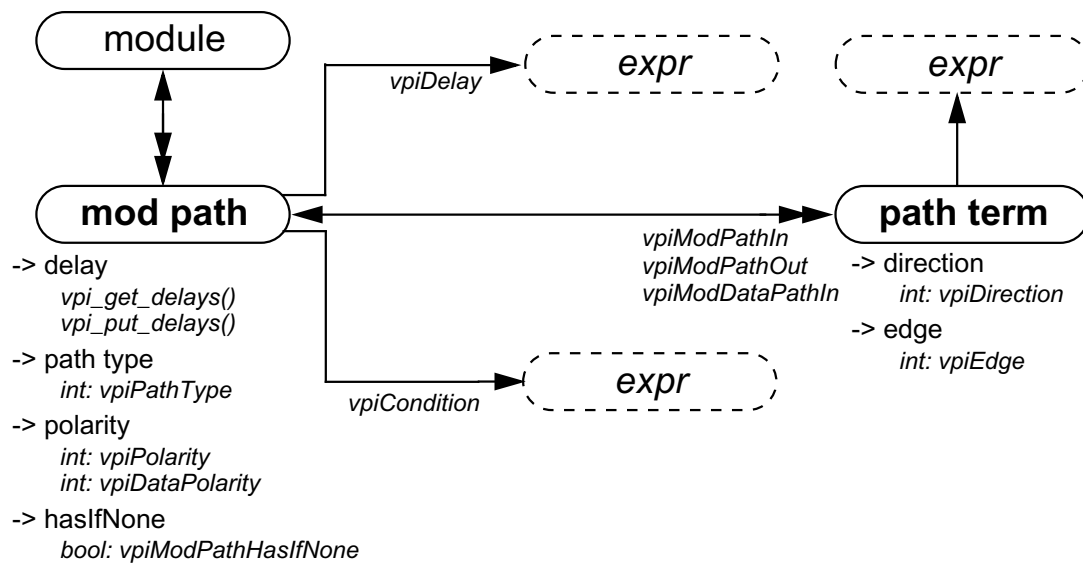 module
vpiDelay
expr
expr
mod path
path term
vpiModPathIn
vpiModPathOut
vpiModDataPathIn
-> delay
vpi_get_delays()
vpi_put_delays()
-> path type
int: vpiPathType
-> polarity
int: vpiPolarity
int: vpiDataPolarity
-> hasIfNone
bool: vpiModPathHasIfNone
-> direction
int: vpiDirection
-> edge
int: vpiEdge
vpiCondition
expr